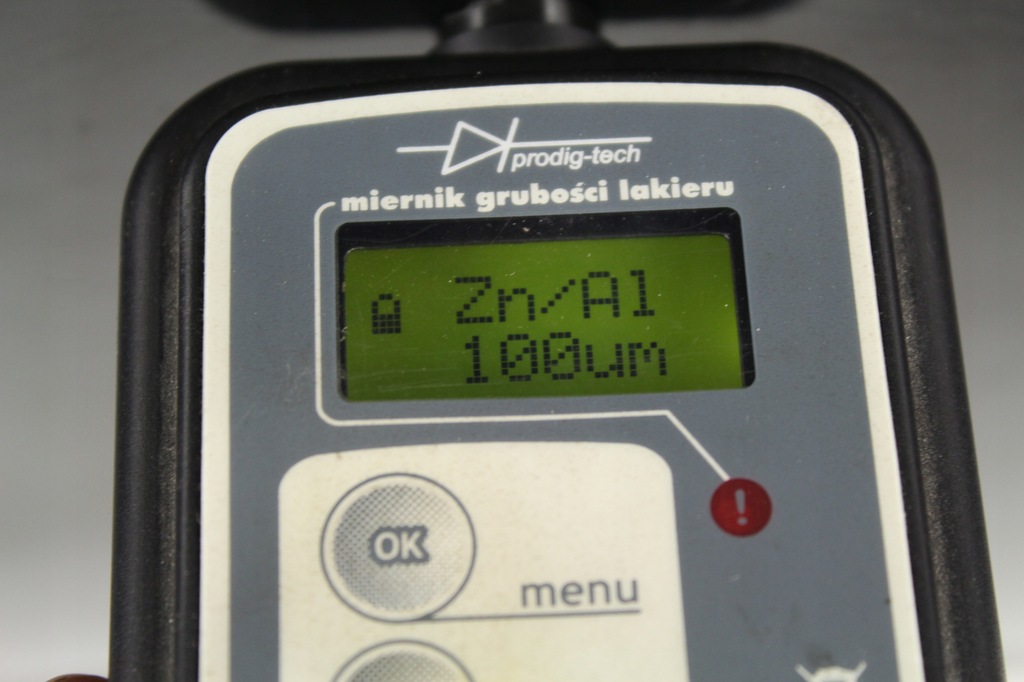 prodig-tech
miernik grubości lakieru
Zn/Al
100um
!
OK
menu